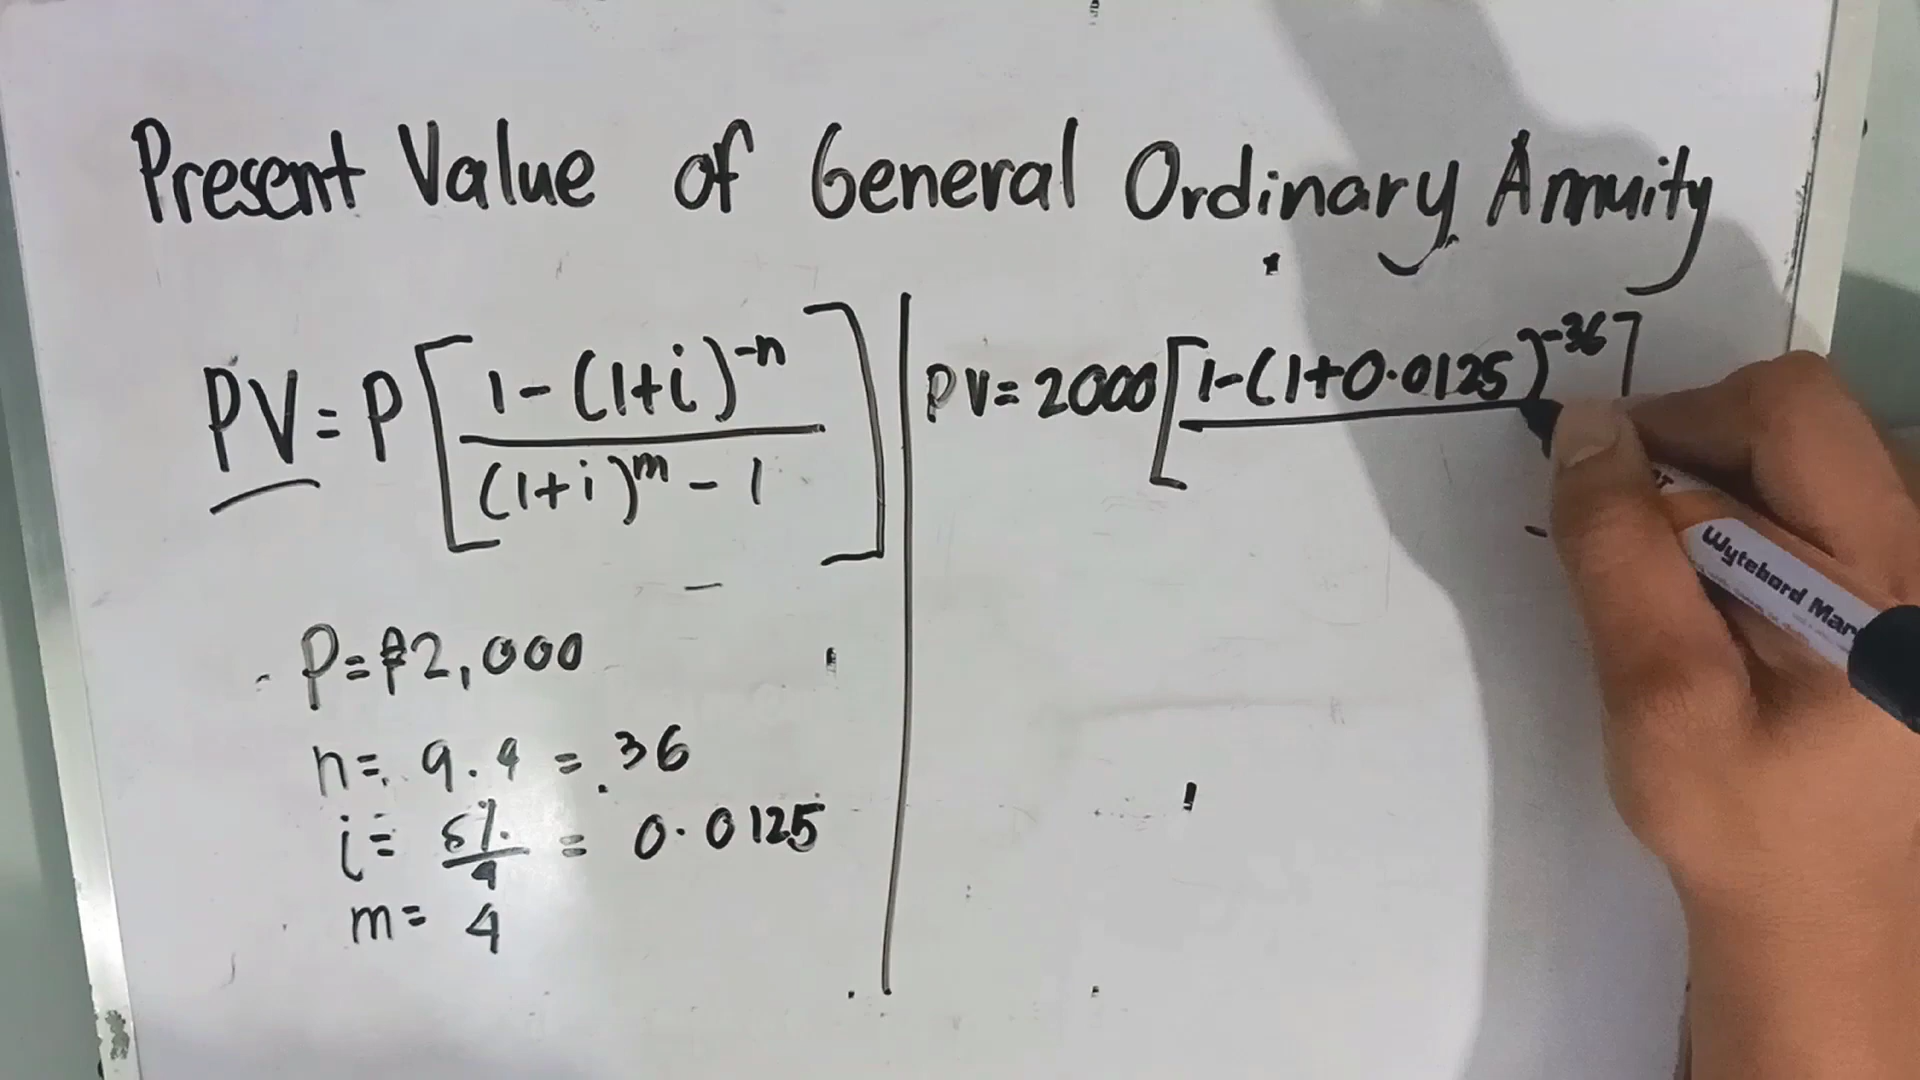 Present Value of General Ordinary Annuity
PV = P [ 1-(1+i)^-n / (1+i)^m - 1 ]
P = ₱2,000
n = 9 . 4 = 36
i = 5% / 4 = 0.0125
m = 4
PV = 2000 [ 1-(1+0.0125)^-36 ]
Wytebord Mar